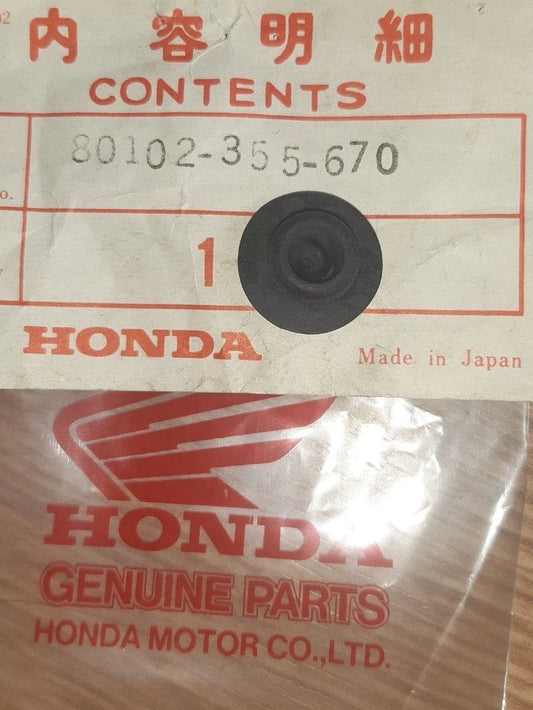 02
内容明細
CONTENTS
80102-355-670
o.
1
y
HONDA
Made in Japan
HONDA
GENUINE PARTS
HONDA MOTOR CO.,LTD.